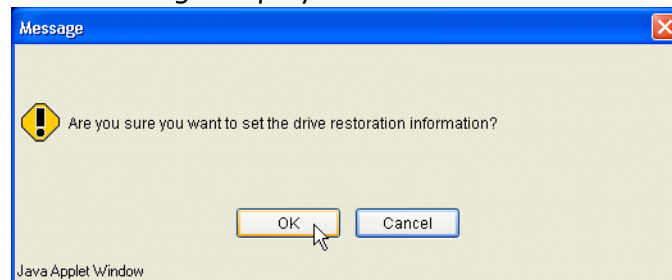 Message
Are you sure you want to set the drive restoration information?
OK Cancel
Java Applet Window